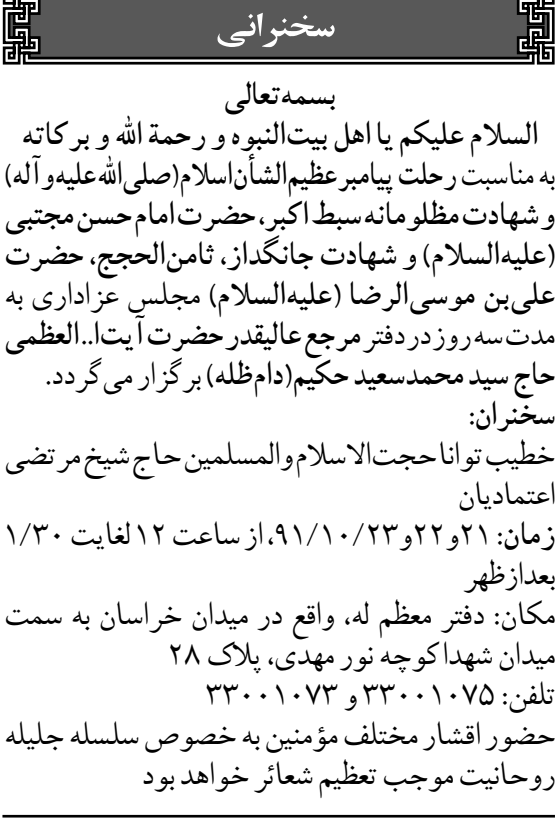 سخنرانی
بسمه‌تعالی
السلام علیکم یا اهل بیت‌النبوه و رحمة الله و برکاته
به مناسبت رحلت پیامبر عظیم‌الشأن‌اسلام(صلی‌الله‌علیه‌و‌آله)
و شهادت مظلومانه سبط اکبر، حضرت امام حسن مجتبی
(علیه‌السلام) و شهادت جانگداز، ثامن‌الحجج، حضرت
علی‌بن موسی‌الرضا (علیه‌السلام) مجلس عزاداری به
مدت سه روز در دفتر مرجع عالیقدر حضرت آیت‌ا..العظمی
حاج سید محمدسعید حکیم(دام‌ظله) برگزار می‌گردد.
سخنران:
خطیب توانا حجت‌الاسلام والمسلمین حاج شیخ مرتضی
اعتمادیان
زمان: ۲۱و ۲۲و ۹۱/۱۰/۲۳، از ساعت ۱۲ لغایت ۱/۳۰
بعدازظهر
مکان: دفتر معظم له، واقع در میدان خراسان به سمت
میدان شهدا کوچه نور مهدی، پلاک ۲۸
تلفن: ۳۳۰۰۱۰۷۵ و ۳۳۰۰۱۰۷۳
حضور اقشار مختلف مؤمنین به خصوص سلسله جلیله
روحانیت موجب تعظیم شعائر خواهد بود